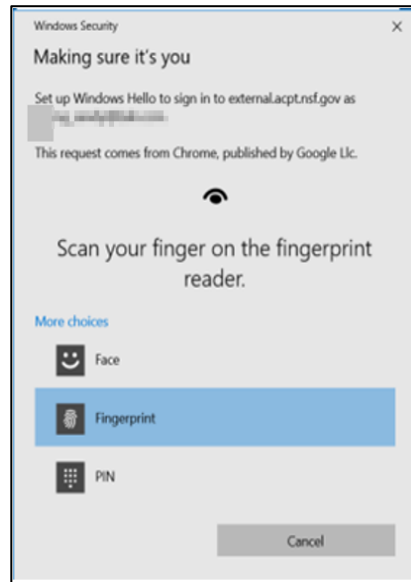 Windows Security
Making sure it's you
Set up Windows Hello to sign in to external.acpt.nsf.gov as
This request comes from Chrome, published by Google Llc.
Scan your finger on the fingerprint
reader.
More choices
Face
Fingerprint
PIN
Cancel